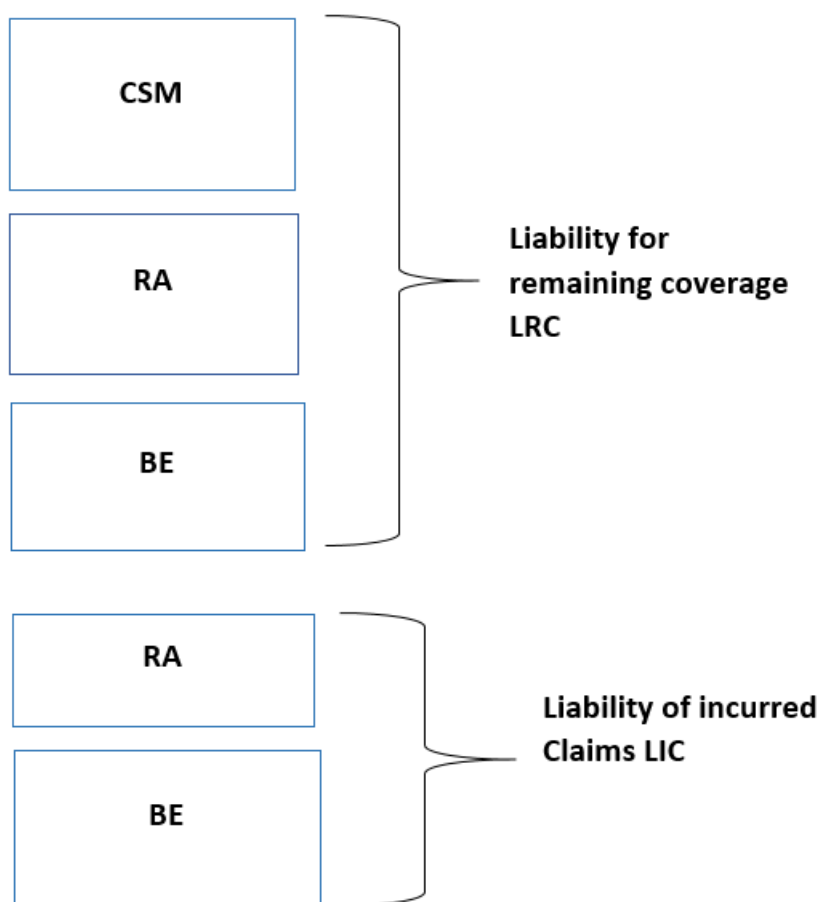 CSM
RA
BE
Liability for
remaining coverage
LRC
RA
BE
Liability of incurred
Claims LIC